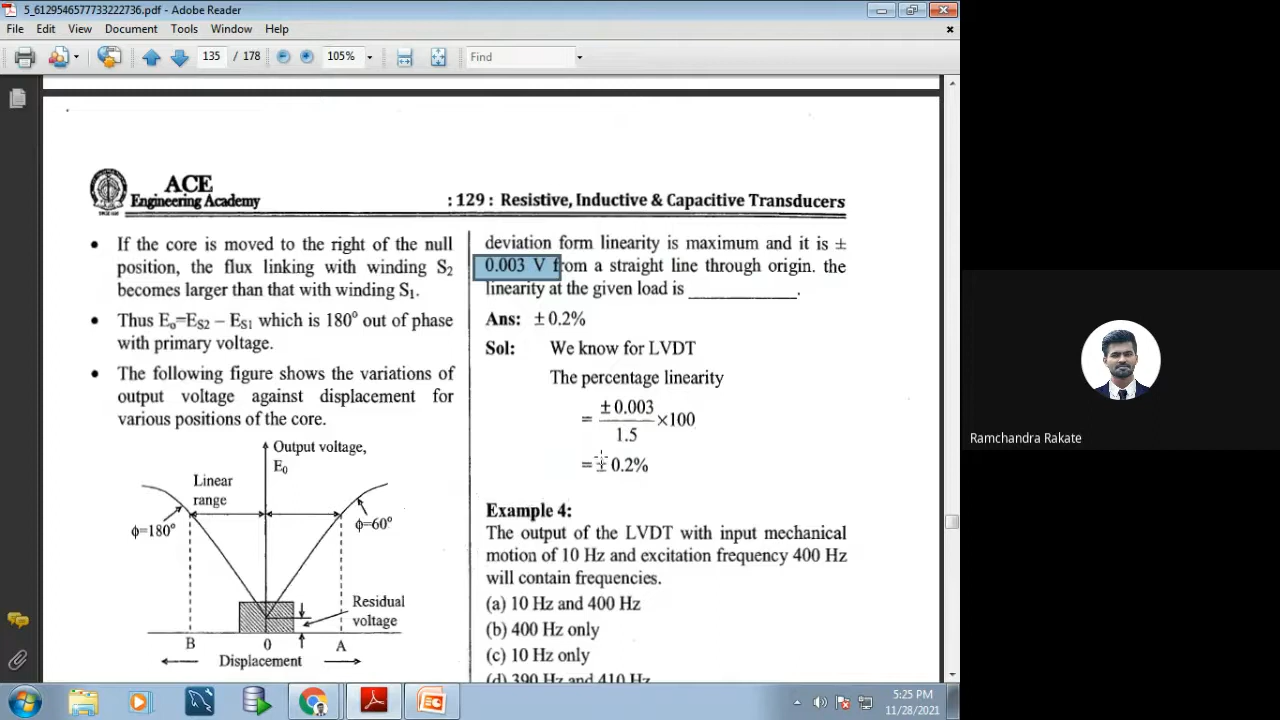 5_6129546577733222736.pdf - Adobe Reader
File Edit View Document Tools Window Help
135 / 178 105% Find
ACE
Engineering Academy
: 129 : Resistive, Inductive & Capacitive Transducers
• If the core is moved to the right of the null
position, the flux linking with winding S₂
becomes larger than that with winding S₁.
• Thus Eₒ=E_S2 – E_S1 which is 180° out of phase
with primary voltage.
• The following figure shows the variations of
output voltage against displacement for
various positions of the core.
Output voltage,
E₀
Linear
range
ϕ=180°
ϕ=60°
Residual
voltage
B 0 A
Displacement
deviation form linearity is maximum and it is ±
0.003 V from a straight line through origin. the
linearity at the given load is ____________.
Ans: ± 0.2%
Sol: We know for LVDT
The percentage linearity
= ± 0.003 / 1.5 ×100
= ± 0.2%
Example 4:
The output of the LVDT with input mechanical
motion of 10 Hz and excitation frequency 400 Hz
will contain frequencies.
(a) 10 Hz and 400 Hz
(b) 400 Hz only
(c) 10 Hz only
(d) 390 Hz and 410 Hz
Ramchandra Rakate
5:25 PM
11/28/2021